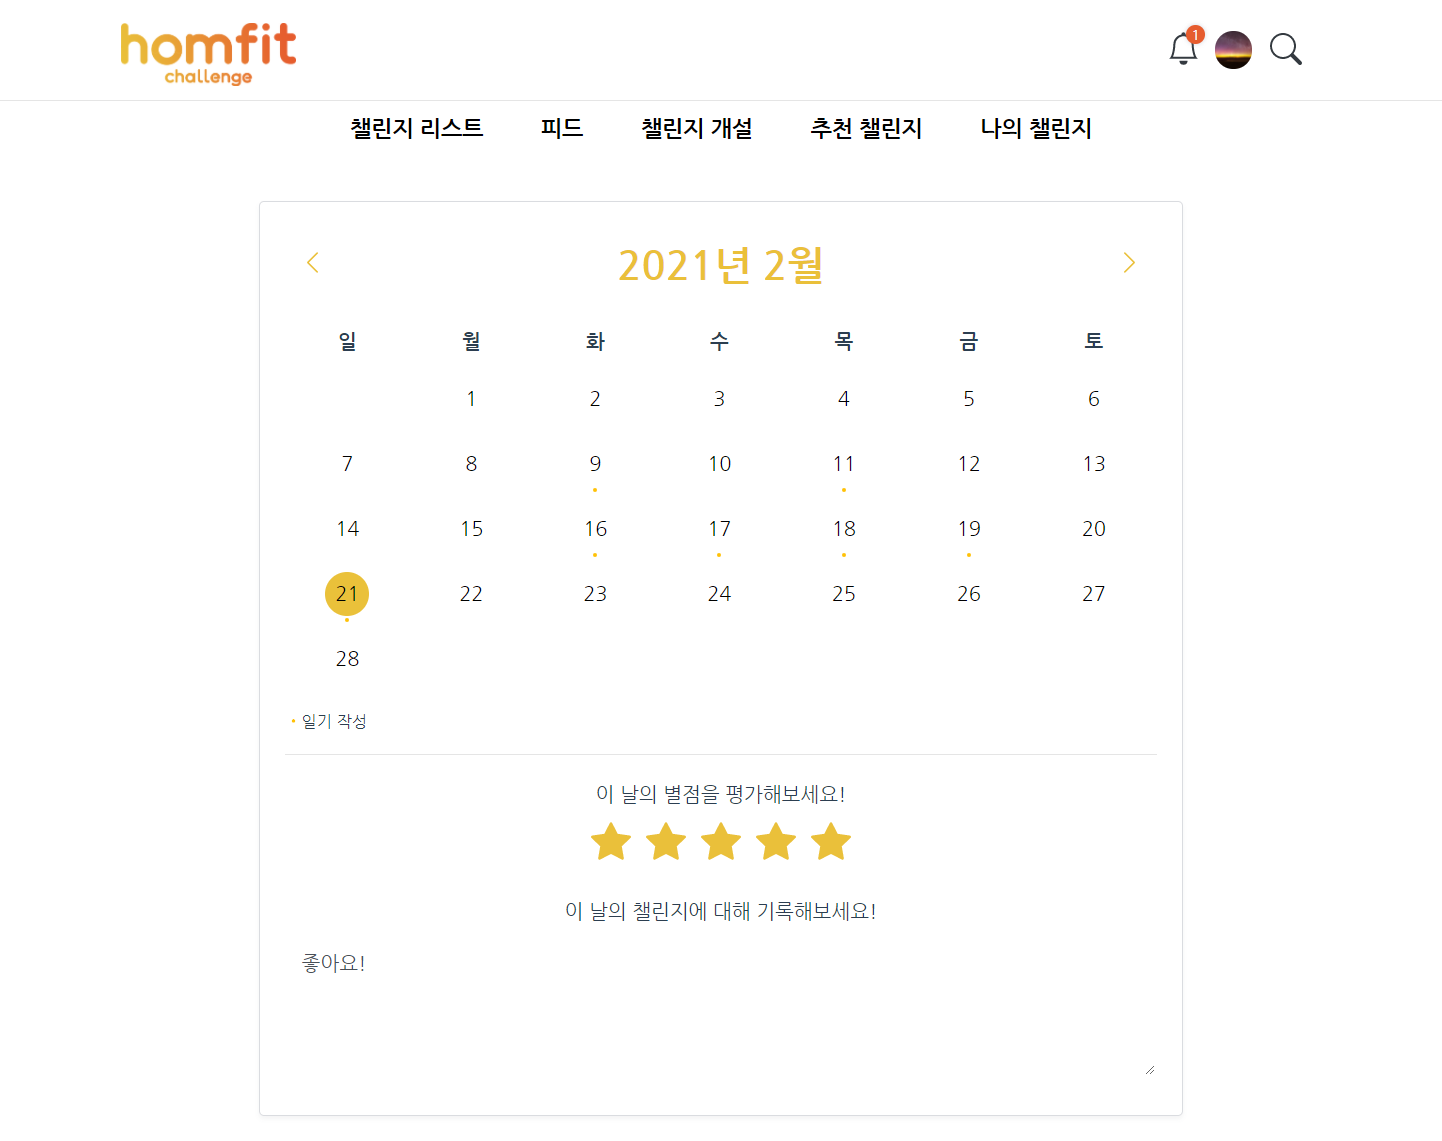 homfit
challenge
1
챌린지 리스트 피드 챌린지 개설 추천 챌린지 나의 챌린지
2021년 2월
일 월 화 수 목 금 토
1 2 3 4 5 6
7 8 9 10 11 12 13
14 15 16 17 18 19 20
21 22 23 24 25 26 27
28
일기 작성
이 날의 별점을 평가해보세요!
이 날의 챌린지에 대해 기록해보세요!
좋아요!